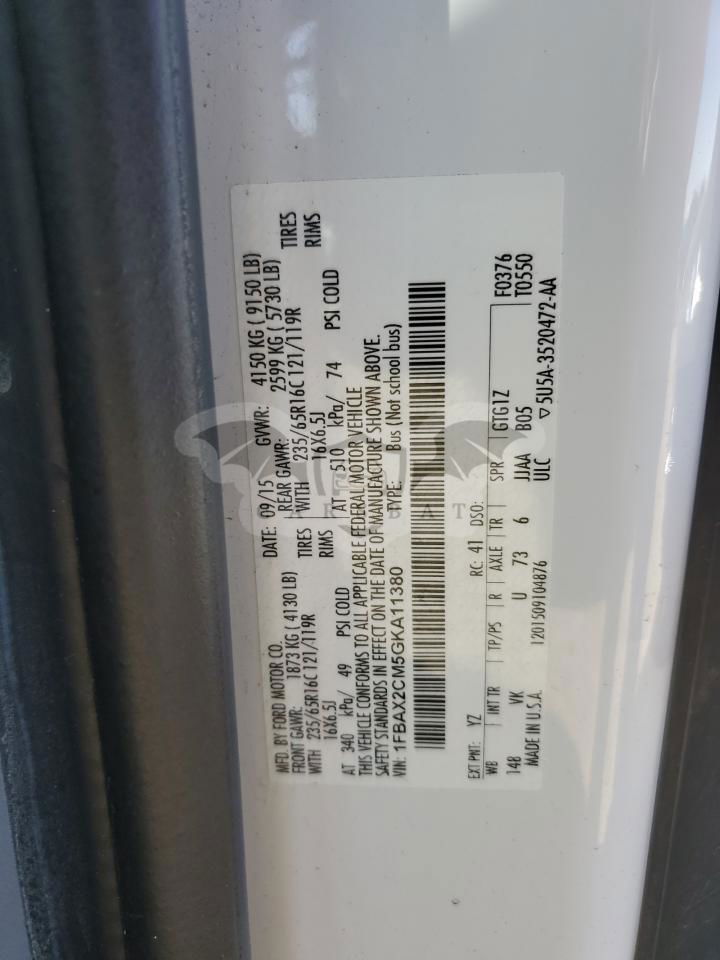 MFD. BY FORD MOTOR CO. DATE: 09/15 GVWR: 4150 KG ( 9150 LB)
FRONT GAWR: 1873 KG ( 4130 LB) REAR GAWR: 2599 KG ( 5730 LB)
WITH 235/65R16C 121/119R TIRES WITH 235/65R16C 121/119R TIRES
16X6.5J RIMS 16X6.5J RIMS
AT 340 kPa/ 49 PSI COLD AT 510 kPa/ 74 PSI COLD
THIS VEHICLE CONFORMS TO ALL APPLICABLE FEDERAL MOTOR VEHICLE
SAFETY STANDARDS IN EFFECT ON THE DATE OF MANUFACTURE SHOWN ABOVE.
VIN: 1FBAX2CM5GKA11380 TYPE: Bus (Not school bus)
EXT PNT: YZ RC: 41 DSO: F0376
WB INT TR TP/PS R AXLE TR SPR GTG1Z T0550
148 VK U 73 6 JJAA B05
MADE IN U.S.A. 1201509104876 ULC ▽5U5A-3520472-AA